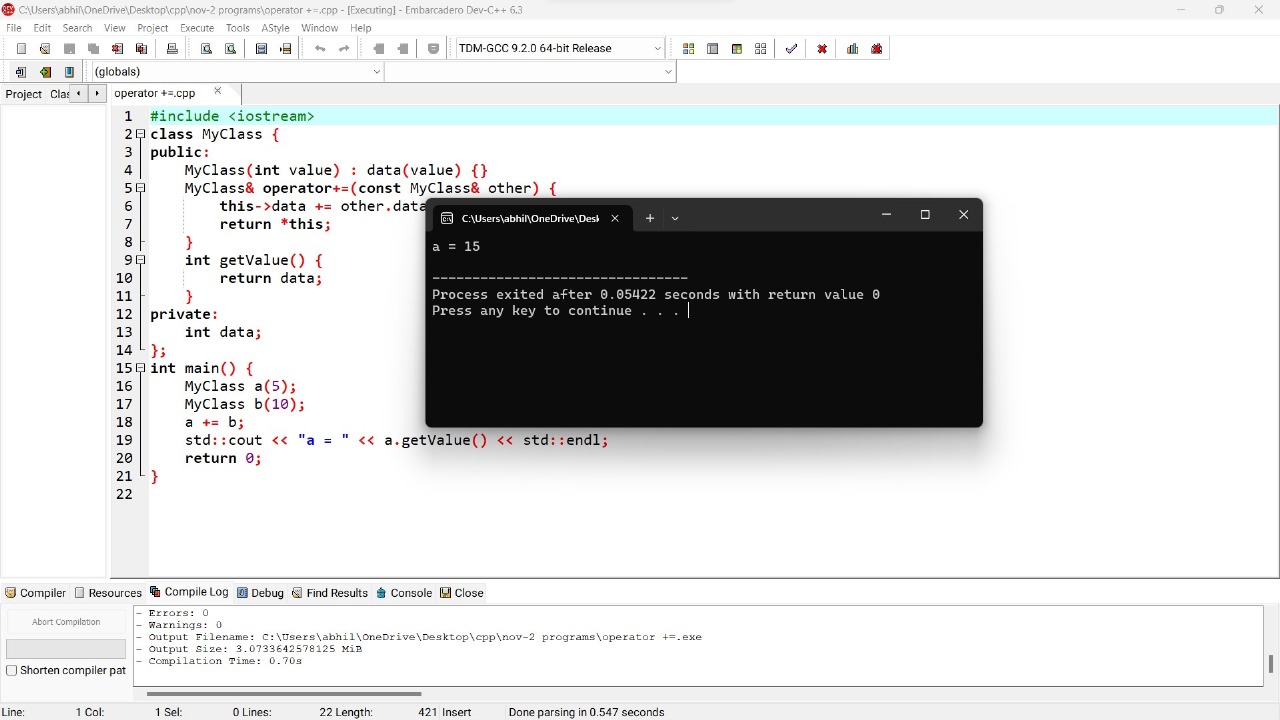 C:\Users\abhil\OneDrive\Desktop\cpp\nov-2 programs\operator +=.cpp - [Executing] - Embarcadero Dev-C++ 6.3
File Edit Search View Project Execute Tools AStyle Window Help
TDM-GCC 9.2.0 64-bit Release
(globals)
Project Clas operator +=.cpp
1 #include <iostream>
2 class MyClass {
3 public:
4 MyClass(int value) : data(value) {}
5 MyClass& operator+=(const MyClass& other) {
6 this->data += other.data
7 return *this;
8 }
9 int getValue() {
10 return data;
11 }
12 private:
13 int data;
14 };
15 int main() {
16 MyClass a(5);
17 MyClass b(10);
18 a += b;
19 std::cout << "a = " << a.getValue() << std::endl;
20 return 0;
21 }
22
C:\Users\abhil\OneDrive\Desk
a = 15
--------------------------------
Process exited after 0.05422 seconds with return value 0
Press any key to continue . . .
Compiler Resources Compile Log Debug Find Results Console Close
Abort Compilation
Shorten compiler pat
- Errors: 0
- Warnings: 0
- Output Filename: C:\Users\abhil\OneDrive\Desktop\cpp\nov-2 programs\operator +=.exe
- Output Size: 3.0733642578125 MiB
- Compilation Time: 0.70s
Line: 1 Col: 1 Sel: 0 Lines: 22 Length: 421 Insert Done parsing in 0.547 seconds